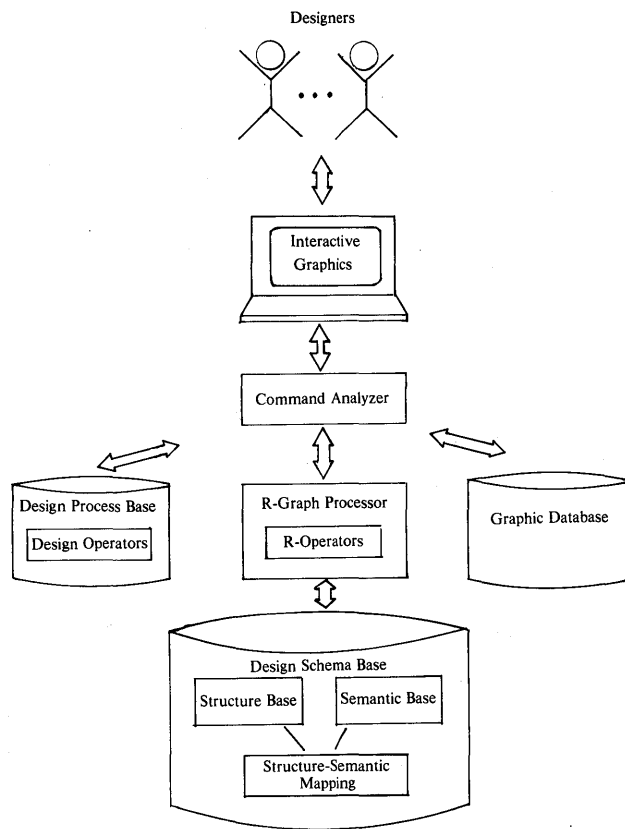 Designers
Interactive
Graphics
Command Analyzer
Design Process Base
Design Operators
R-Graph Processor
R-Operators
Graphic Database
Design Schema Base
Structure Base
Semantic Base
Structure-Semantic
Mapping